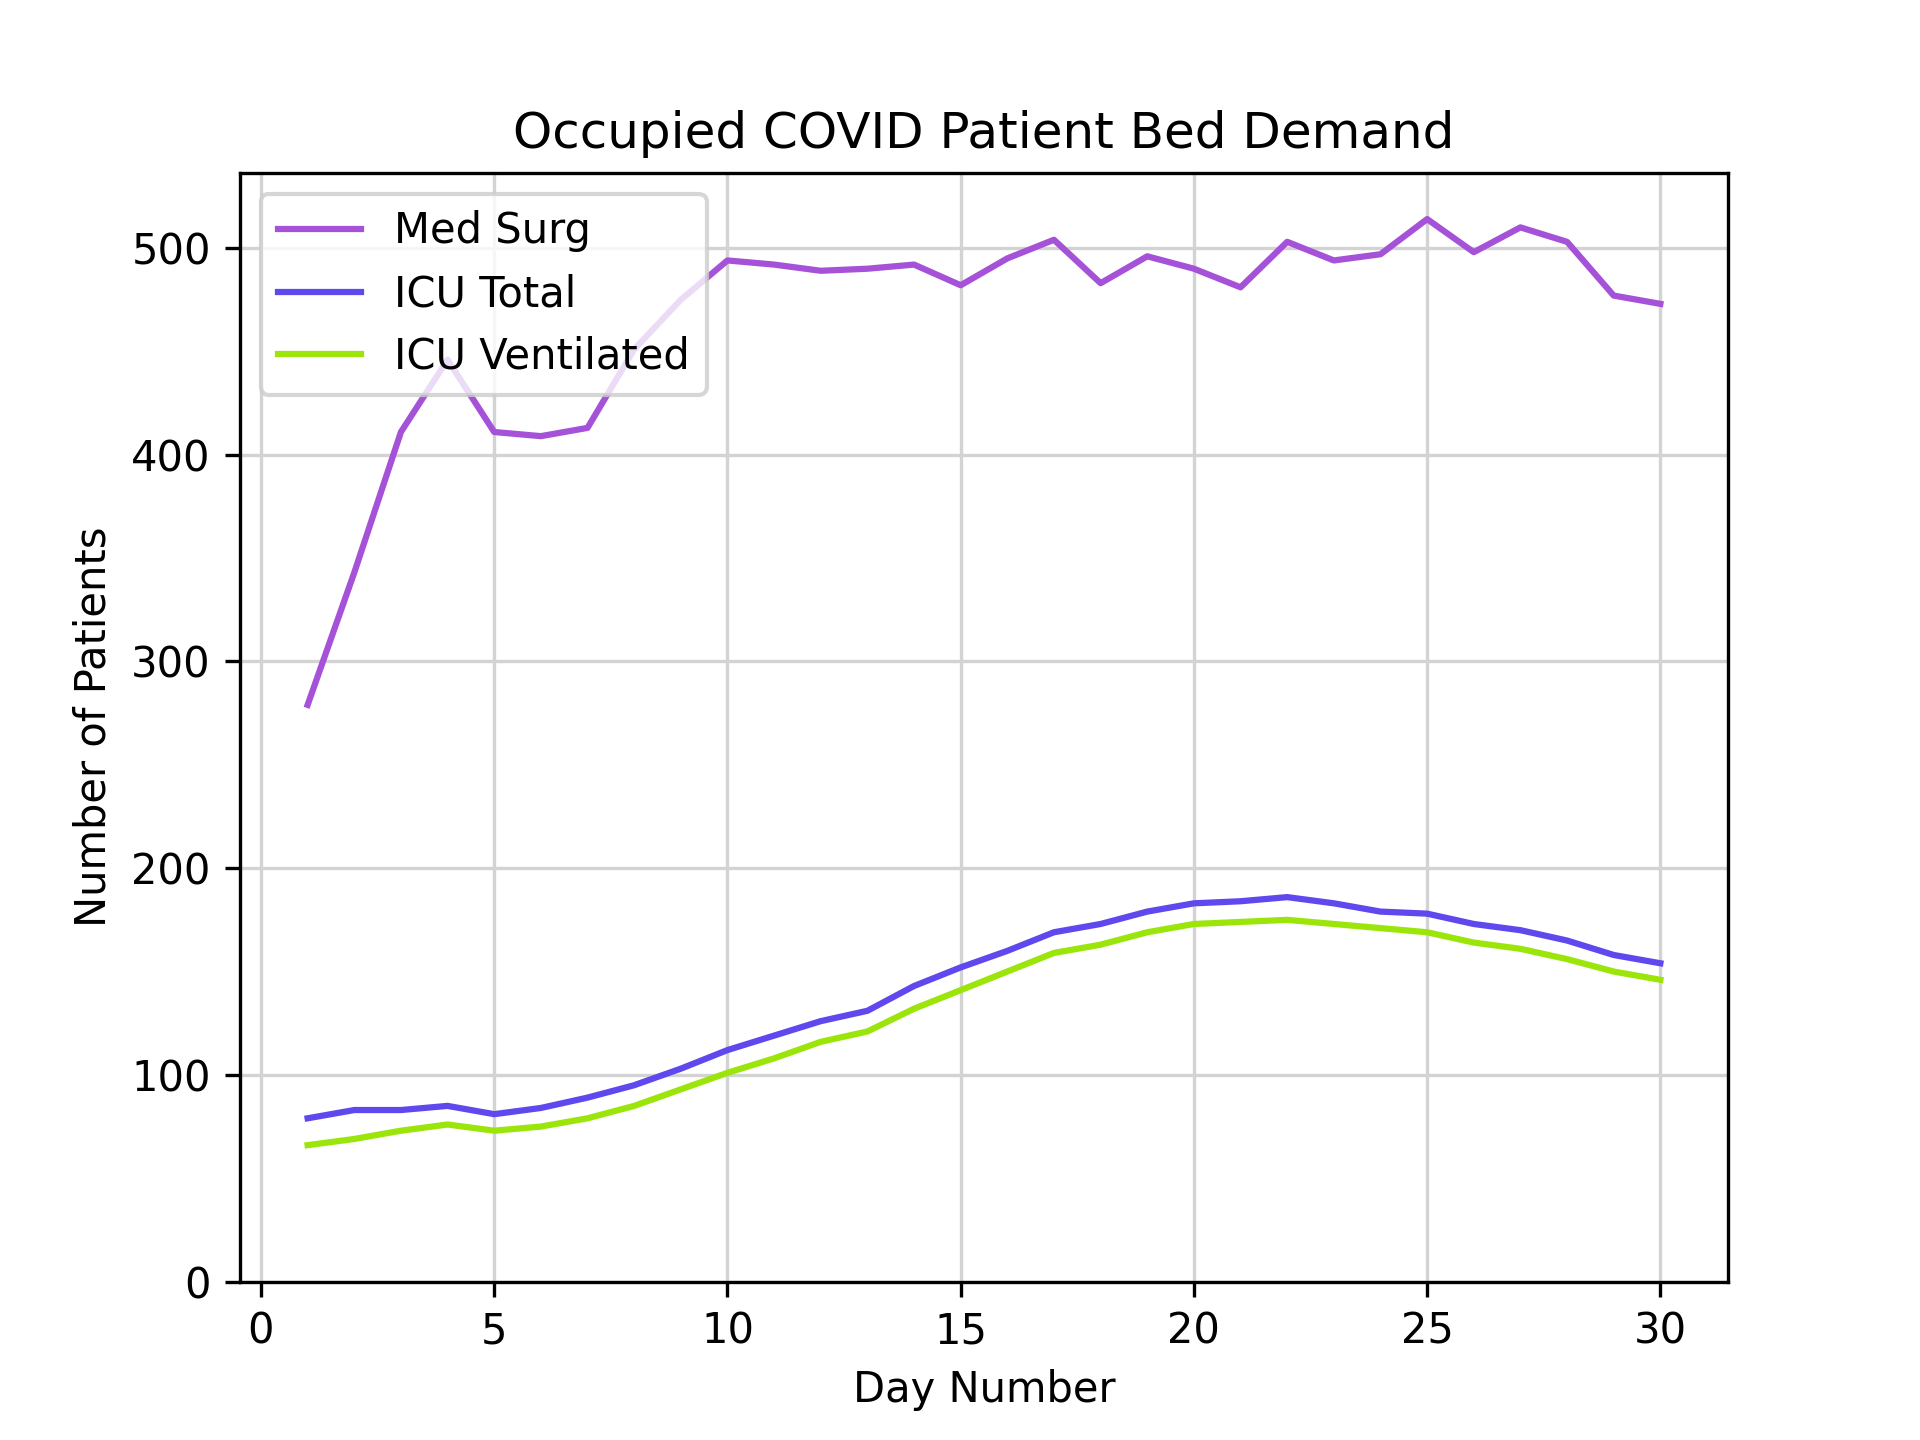 Occupied COVID Patient Bed Demand
Med Surg
ICU Total
ICU Ventilated
500
400
300
200
100
0
Number of Patients
0 5 10 15 20 25 30
Day Number